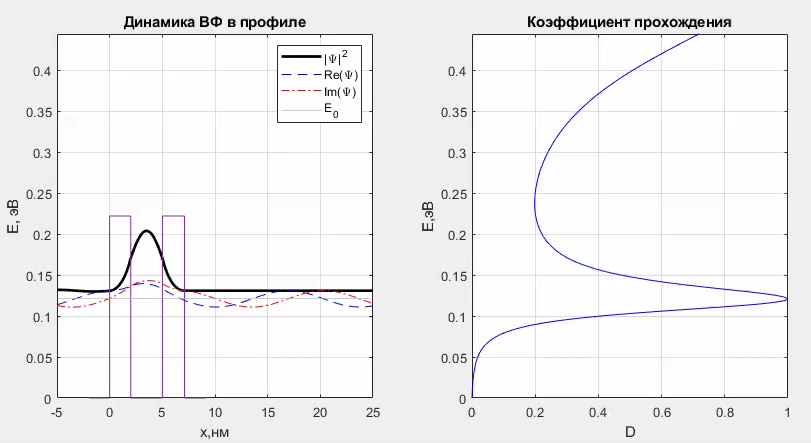 Динамика ВФ в профиле
0.4
0.35
0.3
0.25
0.2
0.15
0.1
0.05
0
E, эВ
|Ψ|²
Re(Ψ)
Im(Ψ)
E₀
-5 0 5 10 15 20 25
x,нм
Коэффициент прохождения
0.4
0.35
0.3
0.25
0.2
0.15
0.1
0.05
0
E,эВ
0 0.2 0.4 0.6 0.8 1
D